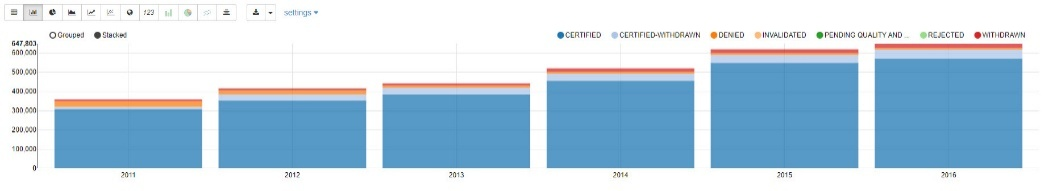 123 settings
Grouped Stacked CERTIFIED CERTIFIED-WITHDRAWN DENIED INVALIDATED PENDING QUALITY AND ... REJECTED WITHDRAWN
647,803
600,000
500,000
400,000
300,000
200,000
100,000
0
2011 2012 2013 2014 2015 2016